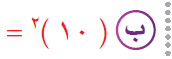 ب (١٠)٢ =